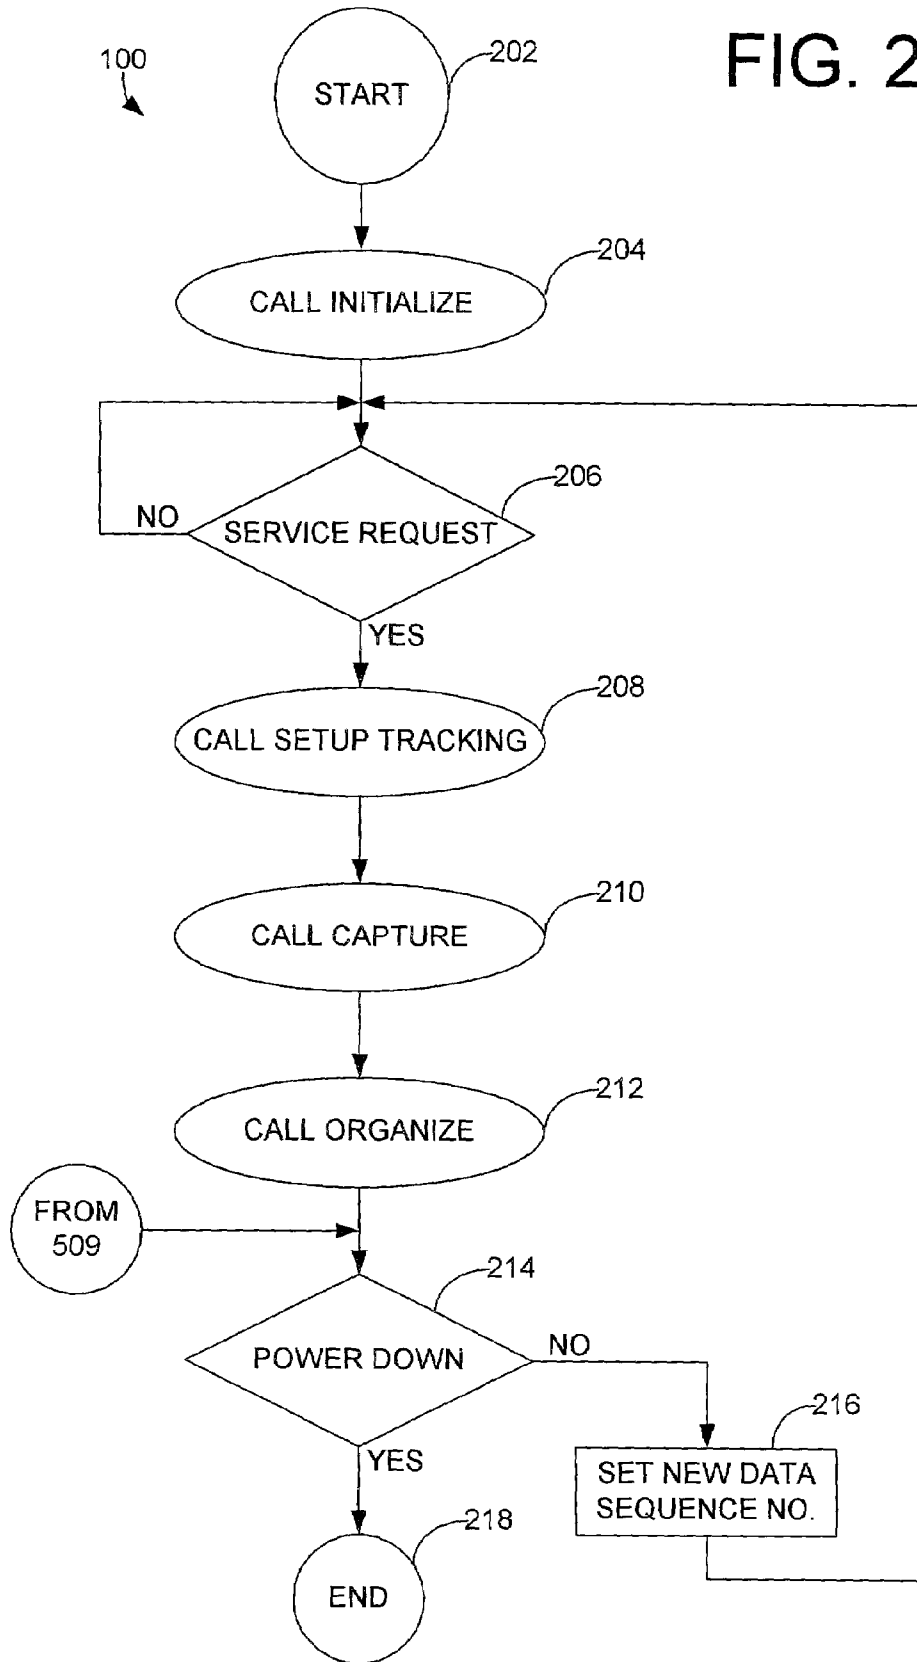 FIG. 2
100
202
START
204
CALL INITIALIZE
206
NO
SERVICE REQUEST
YES
208
CALL SETUP TRACKING
210
CALL CAPTURE
212
CALL ORGANIZE
FROM
509
214
POWER DOWN
NO
216
YES
SET NEW DATA
SEQUENCE NO.
218
END